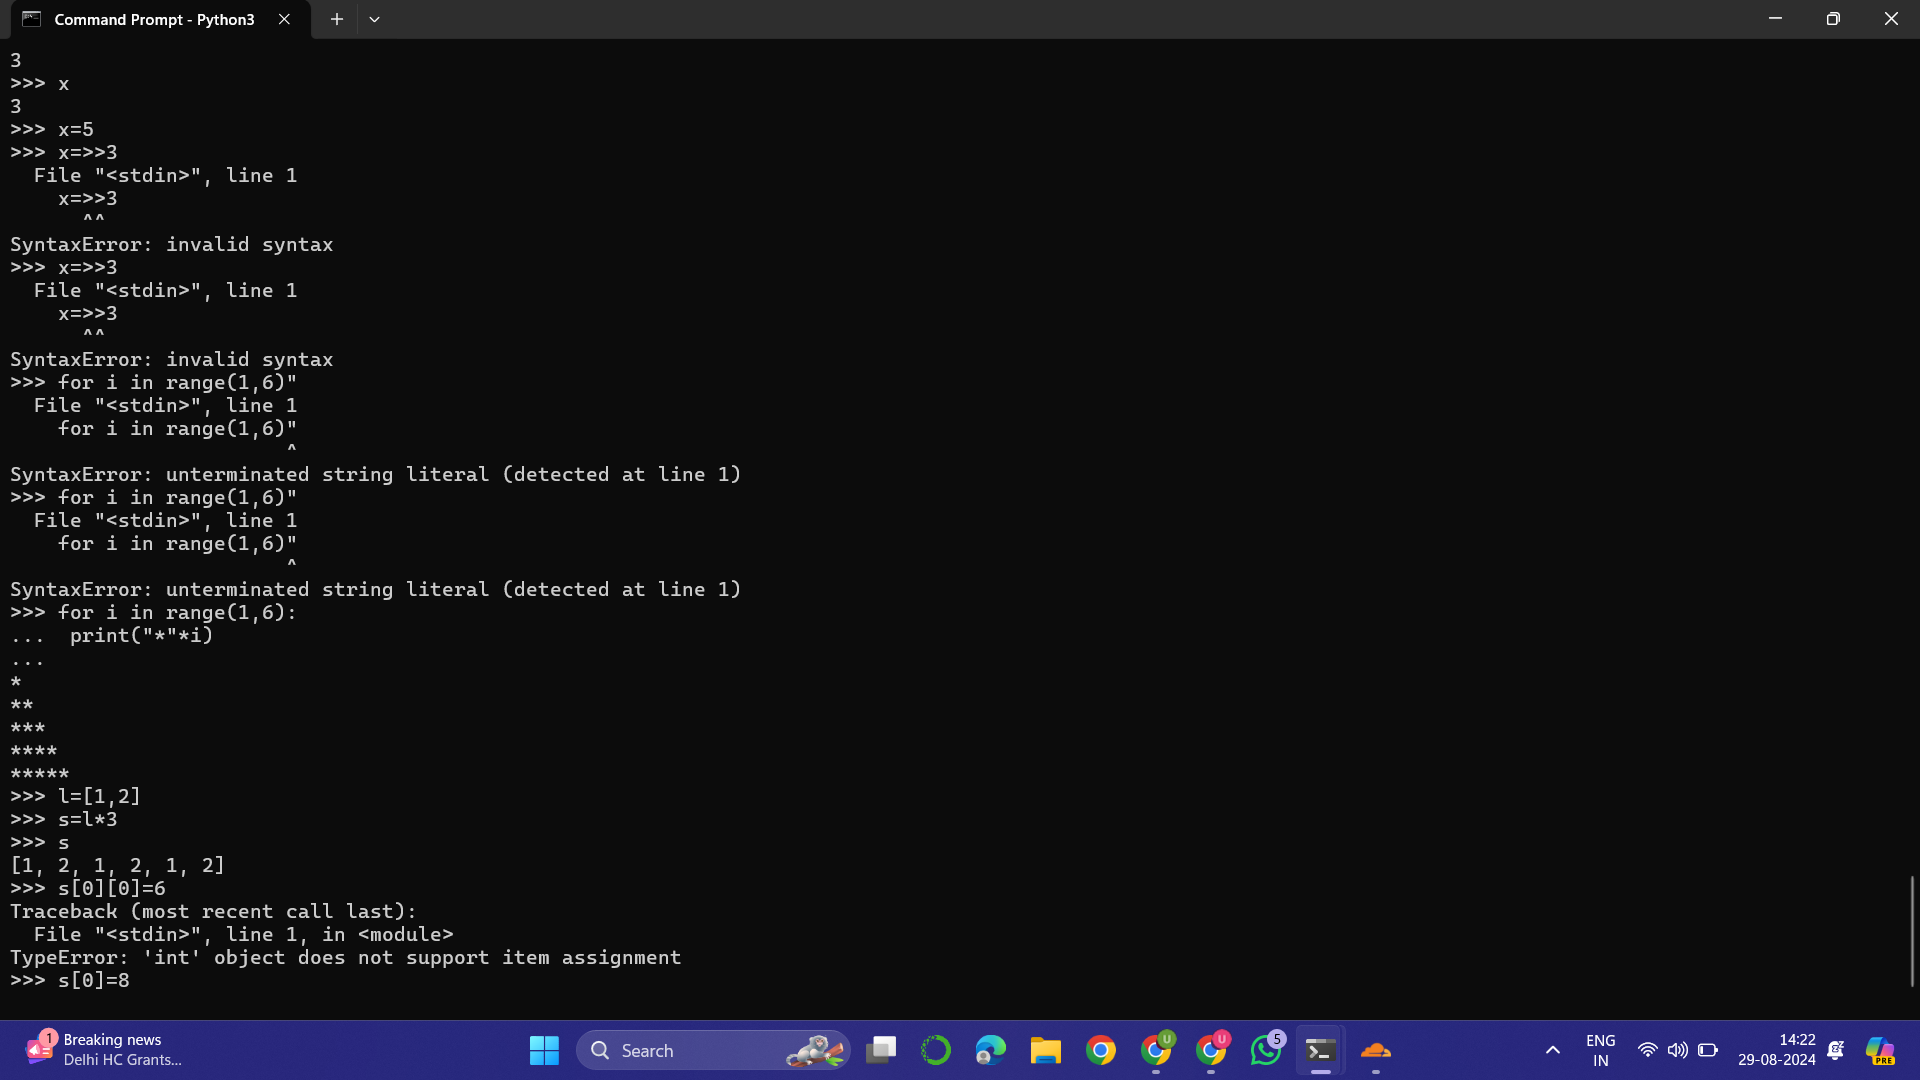 Command Prompt - Python3
3
>>> x
3
>>> x=5
>>> x=>>3
  File "<stdin>", line 1
    x=>>3
      ^^
SyntaxError: invalid syntax
>>> x=>>3
  File "<stdin>", line 1
    x=>>3
      ^^
SyntaxError: invalid syntax
>>> for i in range(1,6)"
  File "<stdin>", line 1
    for i in range(1,6)"
                       ^
SyntaxError: unterminated string literal (detected at line 1)
>>> for i in range(1,6)"
  File "<stdin>", line 1
    for i in range(1,6)"
                       ^
SyntaxError: unterminated string literal (detected at line 1)
>>> for i in range(1,6):
...  print("*"*i)
...
*
**
***
****
*****
>>> l=[1,2]
>>> s=l*3
>>> s
[1, 2, 1, 2, 1, 2]
>>> s[0][0]=6
Traceback (most recent call last):
  File "<stdin>", line 1, in <module>
TypeError: 'int' object does not support item assignment
>>> s[0]=8
1
Breaking news
Delhi HC Grants...
Search
U
U
5
ENG
IN
14:22
29-08-2024
PRE